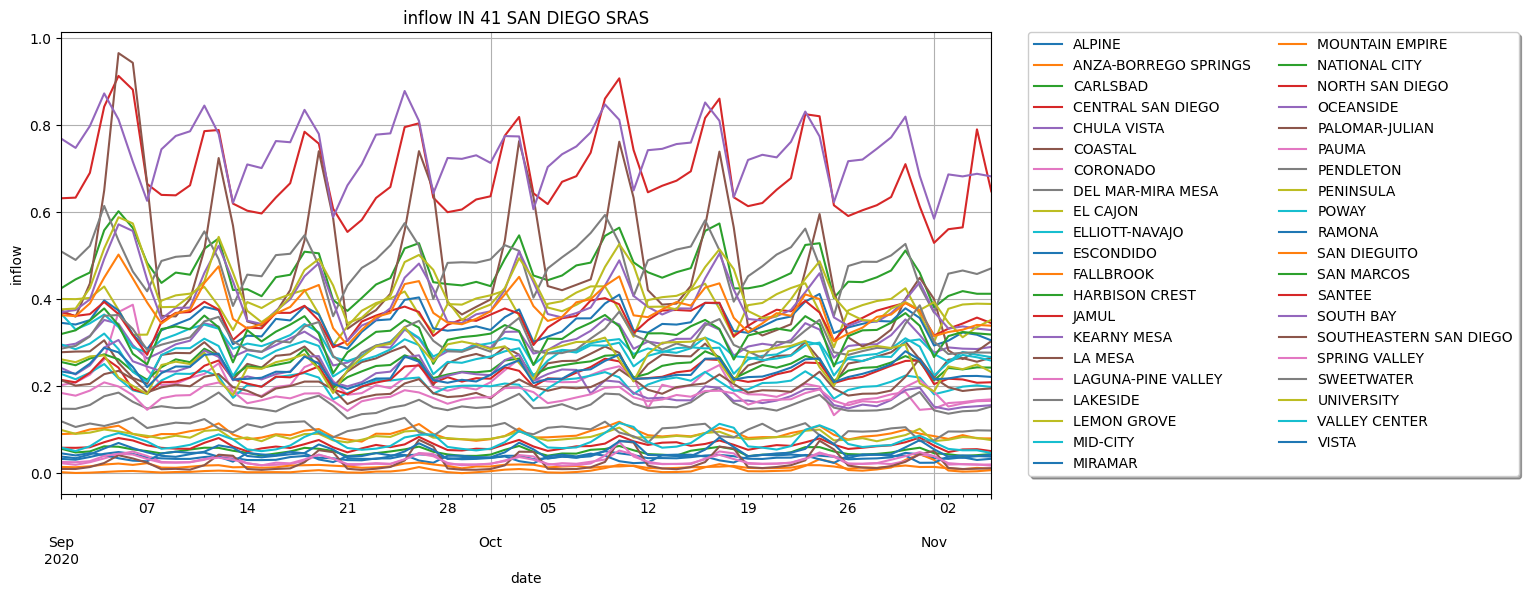 inflow IN 41 SAN DIEGO SRAS
inflow
1.0
0.8
0.6
0.4
0.2
0.0
07
14
21
28
05
12
19
26
02
Sep
2020
Oct
Nov
date
ALPINE
ANZA-BORREGO SPRINGS
CARLSBAD
CENTRAL SAN DIEGO
CHULA VISTA
COASTAL
CORONADO
DEL MAR-MIRA MESA
EL CAJON
ELLIOTT-NAVAJO
ESCONDIDO
FALLBROOK
HARBISON CREST
JAMUL
KEARNY MESA
LA MESA
LAGUNA-PINE VALLEY
LAKESIDE
LEMON GROVE
MID-CITY
MIRAMAR
MOUNTAIN EMPIRE
NATIONAL CITY
NORTH SAN DIEGO
OCEANSIDE
PALOMAR-JULIAN
PAUMA
PENDLETON
PENINSULA
POWAY
RAMONA
SAN DIEGUITO
SAN MARCOS
SANTEE
SOUTH BAY
SOUTHEASTERN SAN DIEGO
SPRING VALLEY
SWEETWATER
UNIVERSITY
VALLEY CENTER
VISTA